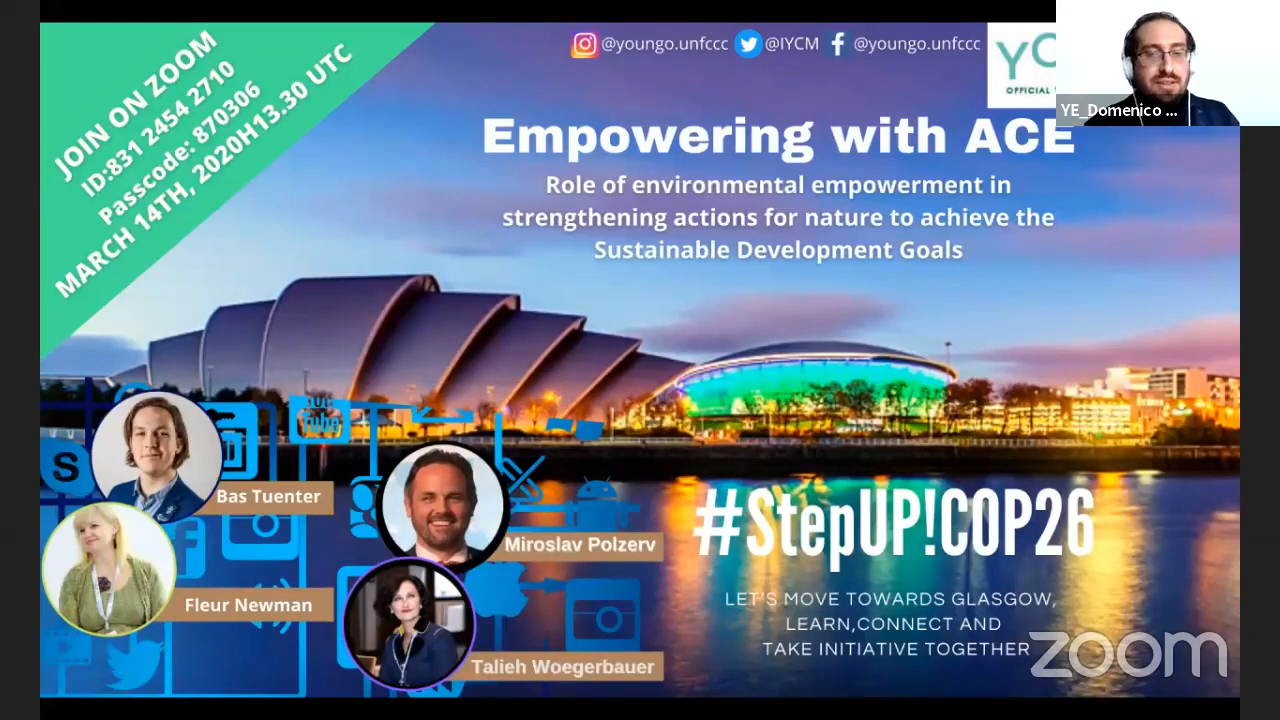 JOIN ON ZOOM
ID:831 2454 2710
Passcode: 870306
MARCH 14TH, 2020H13.30 UTC
@youngo.unfccc @IYCM @youngo.unfccc
YE_Domenico ...
Empowering with ACE
Role of environmental empowerment in
strengthening actions for nature to achieve the
Sustainable Development Goals
Bas Tuenter
Miroslav Polzerv
Fleur Newman
Talieh Woegerbauer
#StepUP!COP26
LET'S MOVE TOWARDS GLASGOW,
LEARN,CONNECT AND
TAKE INITIATIVE TOGETHER
zoom